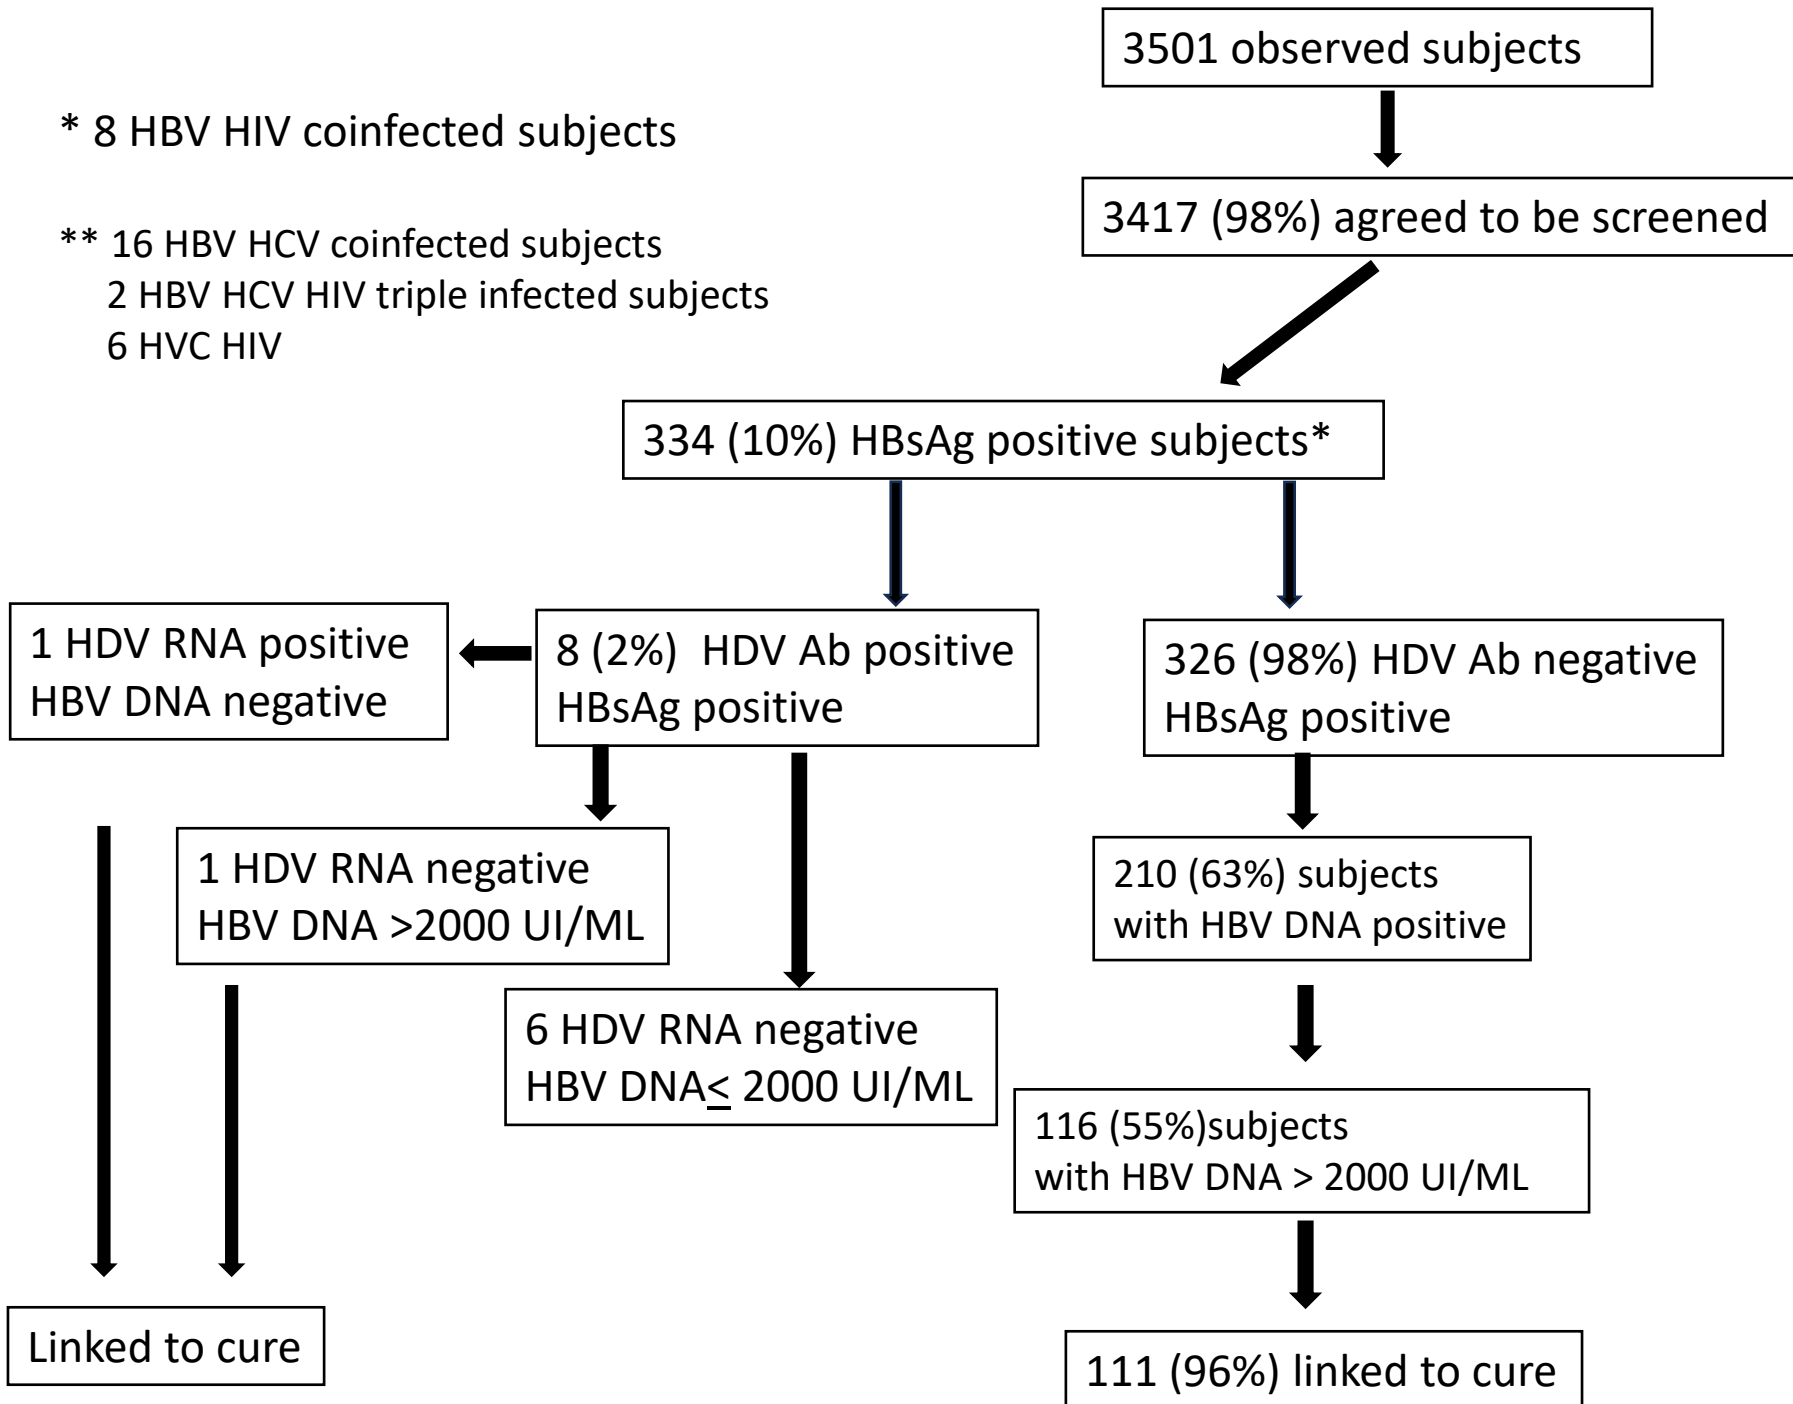 3501 observed subjects
* 8 HBV HIV coinfected subjects
3417 (98%) agreed to be screened
** 16 HBV HCV coinfected subjects
2 HBV HCV HIV triple infected subjects
6 HVC HIV
334 (10%) HBsAg positive subjects*
1 HDV RNA positive
HBV DNA negative
8 (2%)  HDV Ab positive
HBsAg positive
326 (98%) HDV Ab negative
HBsAg positive
1 HDV RNA negative
HBV DNA >2000 UI/ML
210 (63%) subjects
with HBV DNA positive
6 HDV RNA negative
HBV DNA≤ 2000 UI/ML
116 (55%)subjects
with HBV DNA > 2000 UI/ML
Linked to cure
111 (96%) linked to cure